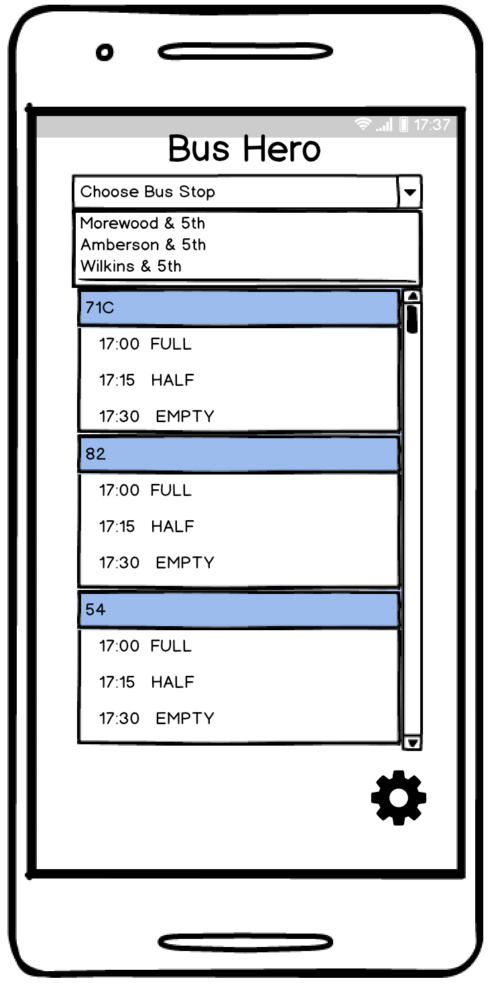 17:37
Bus Hero
Choose Bus Stop
Morewood & 5th
Amberson & 5th
Wilkins & 5th
71C
17:00 FULL
17:15 HALF
17:30 EMPTY
82
17:00 FULL
17:15 HALF
17:30 EMPTY
54
17:00 FULL
17:15 HALF
17:30 EMPTY